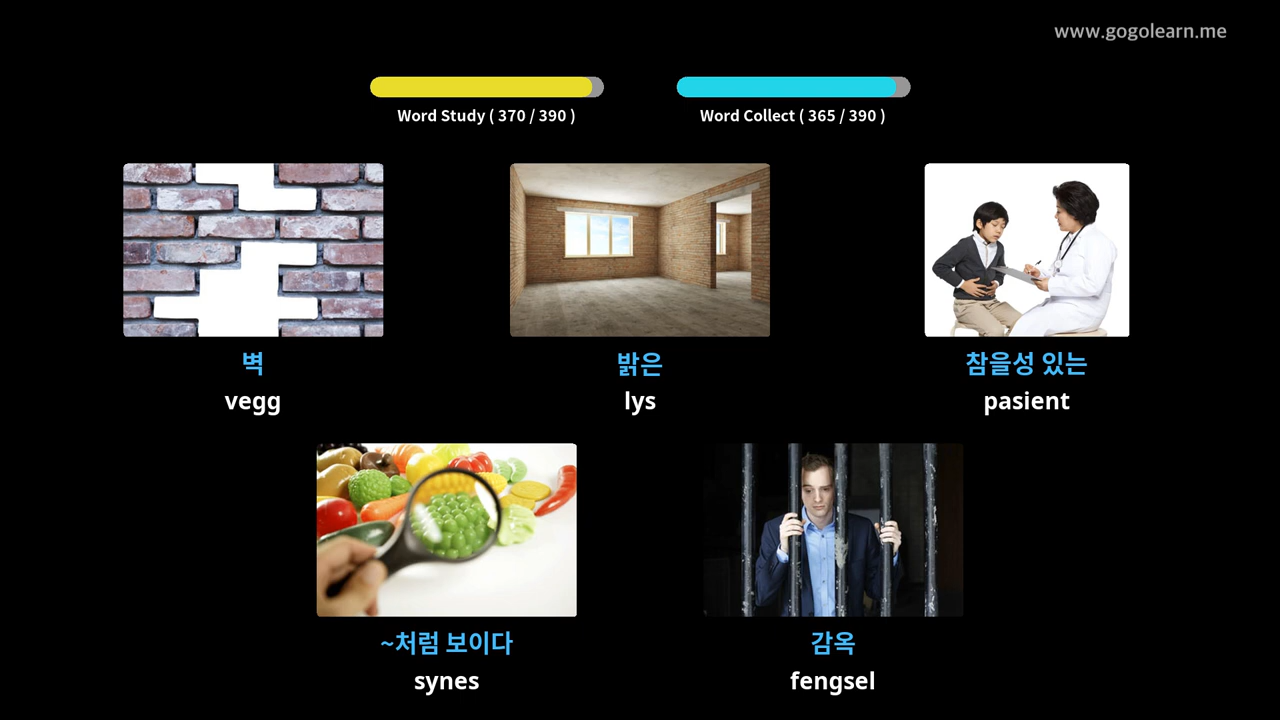 www.gogolearn.me
Word Study ( 370 / 390 )
Word Collect ( 365 / 390 )
벽
vegg
밝은
lys
참을성 있는
pasient
~처럼 보이다
synes
감옥
fengsel